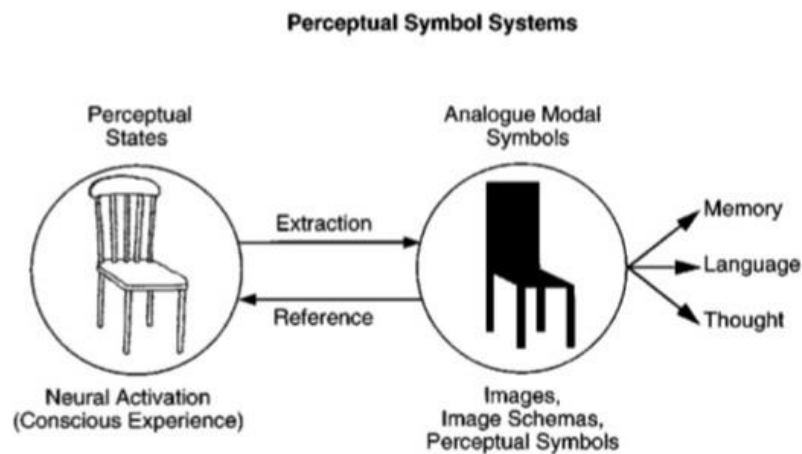 Perceptual Symbol Systems
Perceptual
States
Analogue Modal
Symbols
Extraction
Reference
Memory
Language
Thought
Neural Activation
(Conscious Experience)
Images,
Image Schemas,
Perceptual Symbols